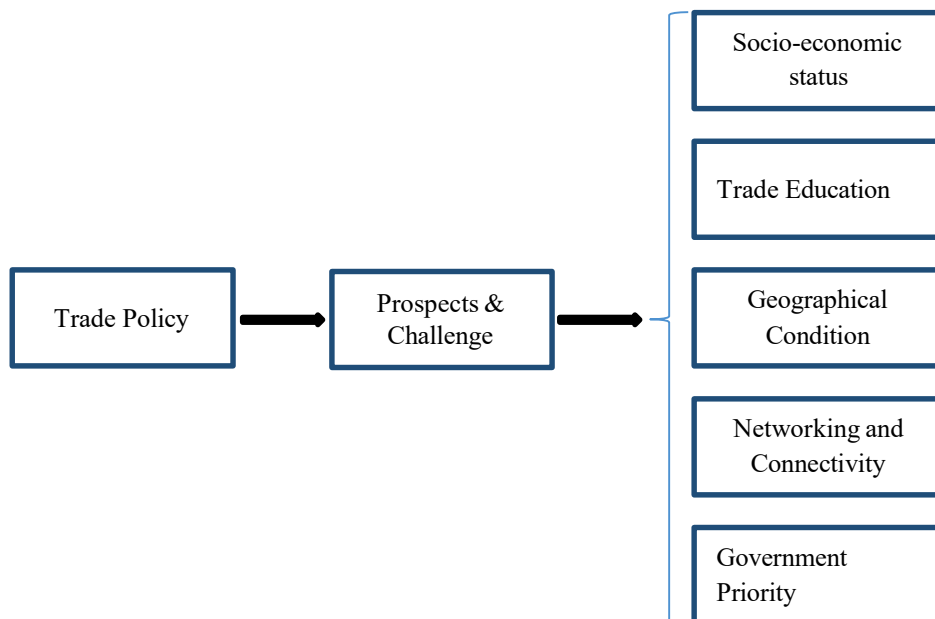 Socio-economic
status
Trade Education
Trade Policy
Prospects &
Challenge
Geographical
Condition
Networking and
Connectivity
Government
Priority